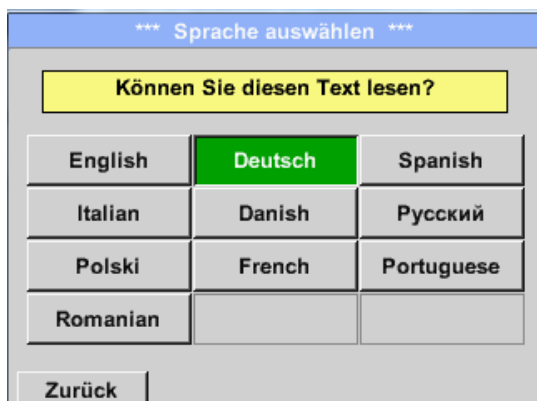 *** Sprache auswählen ***
Können Sie diesen Text lesen?
English Deutsch Spanish
Italian Danish Русский
Polski French Portuguese
Romanian
Zurück